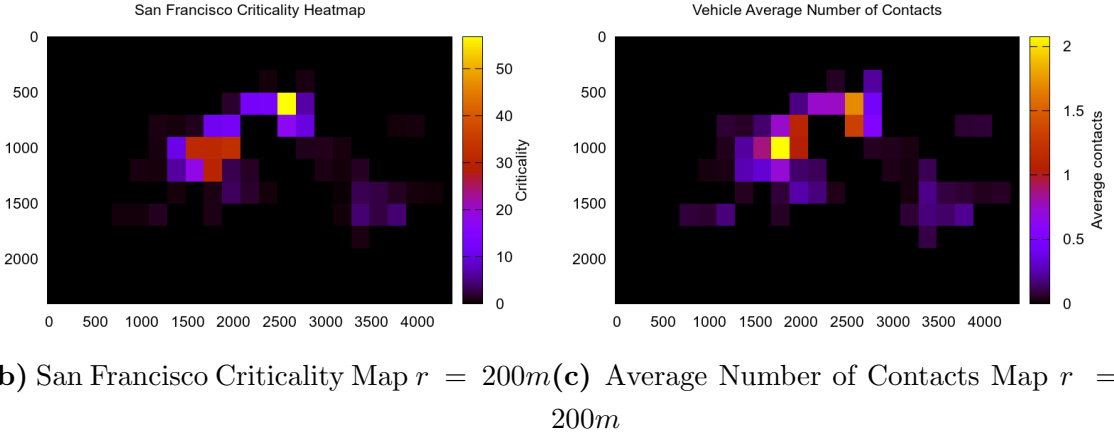 San Francisco Criticality Heatmap
0
500
1000
1500
2000
0 500 1000 1500 2000 2500 3000 3500 4000
50
40
30
20
10
0
Criticality
Vehicle Average Number of Contacts
0
500
1000
1500
2000
0 500 1000 1500 2000 2500 3000 3500 4000
2
1.5
1
0.5
0
Average contacts
b) San Francisco Criticality Map r = 200m
(c) Average Number of Contacts Map r =
200m